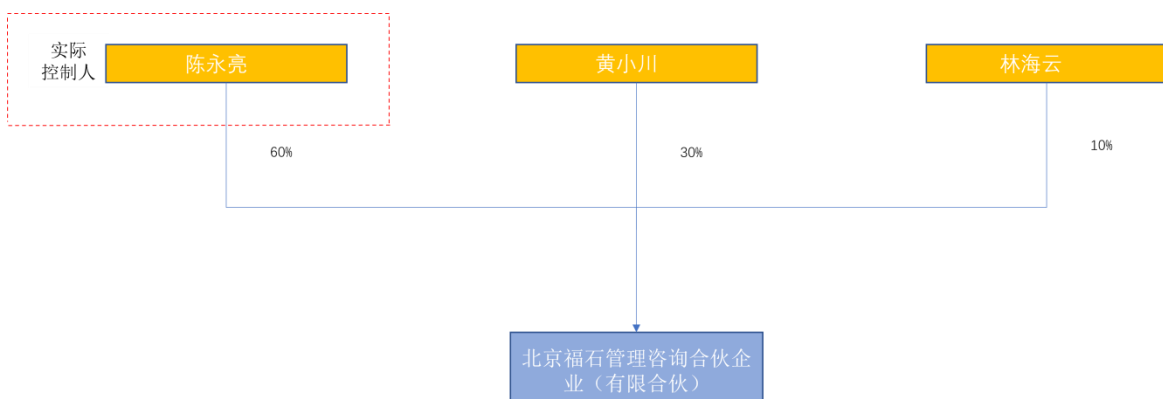 实际
控制人
陈永亮
黄小川
林海云
60%
30%
10%
北京福石管理咨询合伙企
业（有限合伙）